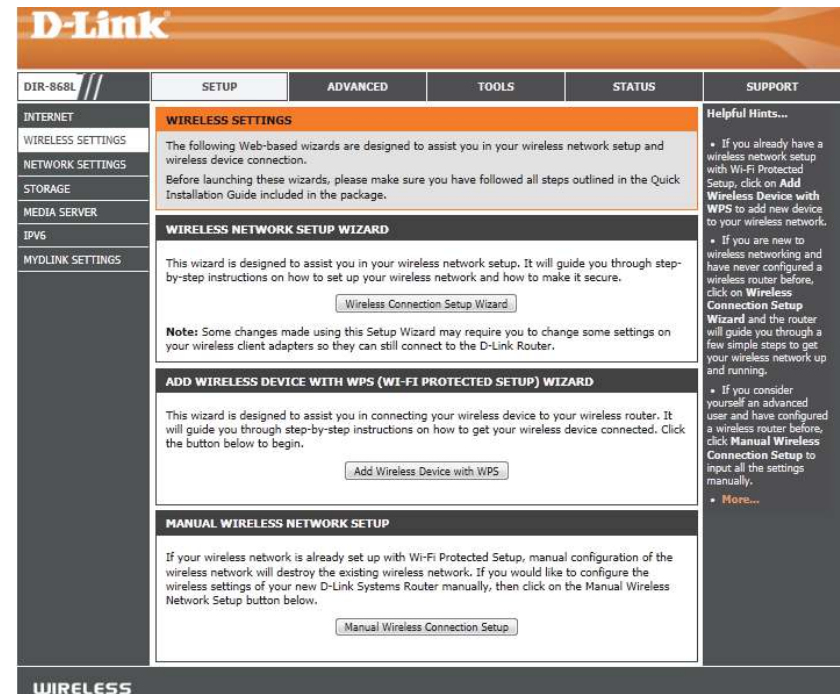 D-Link
DIR-868L
SETUP
ADVANCED
TOOLS
STATUS
SUPPORT
INTERNET
WIRELESS SETTINGS
NETWORK SETTINGS
STORAGE
MEDIA SERVER
IPV6
MYDLINK SETTINGS
WIRELESS SETTINGS
The following Web-based wizards are designed to assist you in your wireless network setup and
wireless device connection.
Before launching these wizards, please make sure you have followed all steps outlined in the Quick
Installation Guide included in the package.
WIRELESS NETWORK SETUP WIZARD
This wizard is designed to assist you in your wireless network setup. It will guide you through step-
by-step instructions on how to set up your wireless network and how to make it secure.
Wireless Connection Setup Wizard
Note: Some changes made using this Setup Wizard may require you to change some settings on
your wireless client adapters so they can still connect to the D-Link Router.
ADD WIRELESS DEVICE WITH WPS (WI-FI PROTECTED SETUP) WIZARD
This wizard is designed to assist you in connecting your wireless device to your wireless router. It
will guide you through step-by-step instructions on how to get your wireless device connected. Click
the button below to begin.
Add Wireless Device with WPS
MANUAL WIRELESS NETWORK SETUP
If your wireless network is already set up with Wi-Fi Protected Setup, manual configuration of the
wireless network will destroy the existing wireless network. If you would like to configure the
wireless settings of your new D-Link Systems Router manually, then click on the Manual Wireless
Network Setup button below.
Manual Wireless Connection Setup
Helpful Hints...
• If you already have a
wireless network setup
with Wi-Fi Protected
Setup, click on Add
Wireless Device with
WPS to add new device
to your wireless network.
• If you are new to
wireless networking and
have never configured a
wireless router before,
click on Wireless
Connection Setup
Wizard and the router
will guide you through a
few simple steps to get
your wireless network up
and running.
• If you consider
yourself an advanced
user and have configured
a wireless router before,
click Manual Wireless
Connection Setup to
input all the settings
manually.
• More...
WIRELESS